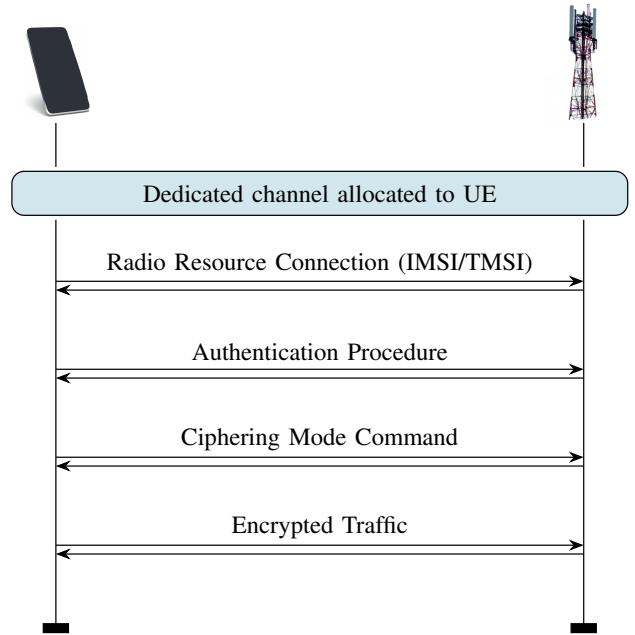 Dedicated channel allocated to UE
Radio Resource Connection (IMSI/TMSI)
Authentication Procedure
Ciphering Mode Command
Encrypted Traffic